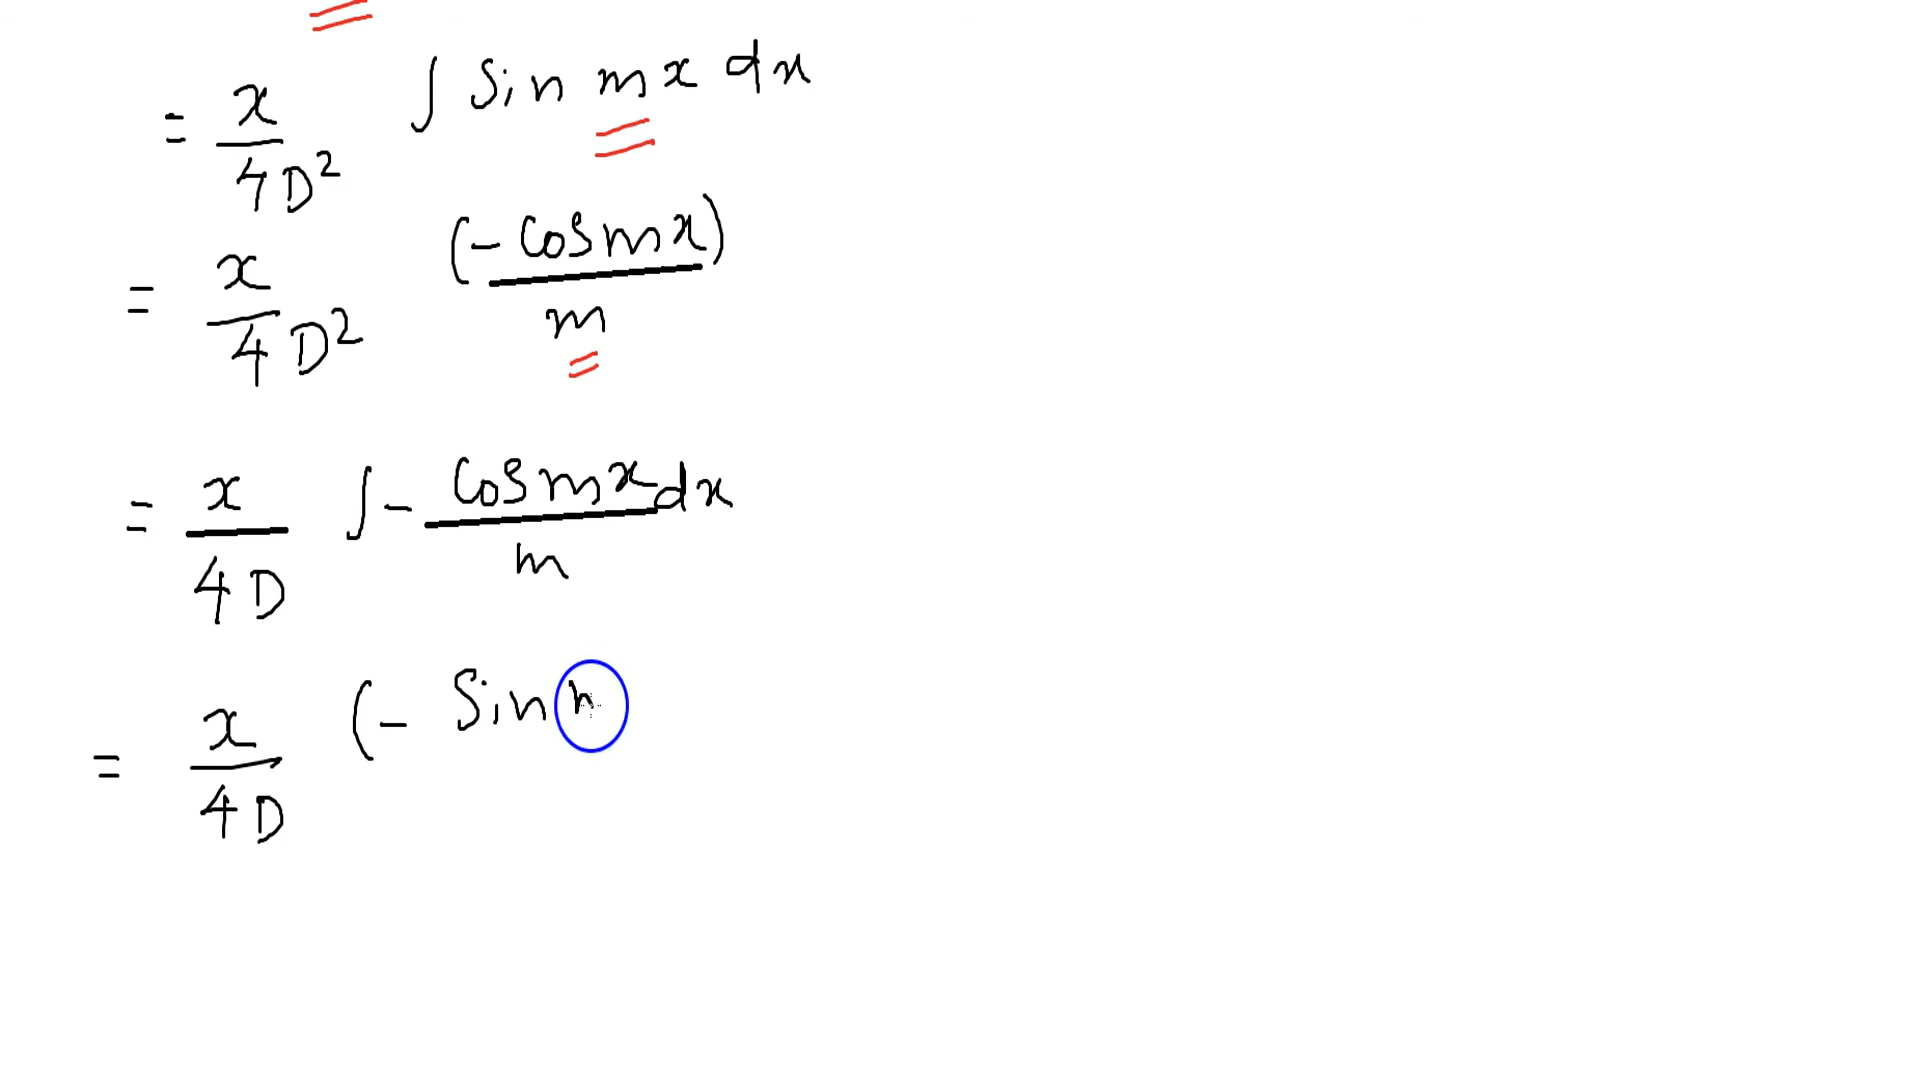 = x/4D² ∫ Sin mx dx
= x/4D² (- Cos mx)/m
= x/4D ∫ - Cos mx/m dx
= x/4D (- Sin